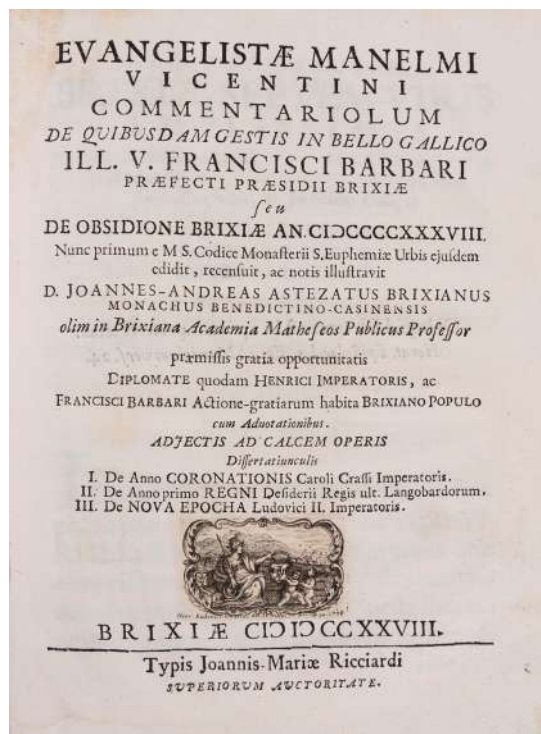 EVANGELISTÆ MANELMI
VICENTINI
COMMENTARIOLUM
DE QUIBUSDAM GESTIS IN BELLO GALLICO
ILL. V. FRANCISCI BARBARI
PRÆFECTI PRÆSIDII BRIXIÆ
seu
DE OBSIDIONE BRIXIÆ AN. CIƆCCCCXXXVIII.
Nunc primum e M S. Codice Monasterii S. Euphemiæ Urbis ejusdem
edidit, recensuit, ac notis illustravit
D. JOANNES-ANDREAS ASTEZATUS BRIXIANUS
MONACHUS BENEDICTINO-CASINENSIS
olim in Brixiana Academia Matheseos Publicus Professor
præmissis gratia opportunitatis
DIPLOMATE quodam HENRICI IMPERATORIS, ac
FRANCISCI BARBARI Actione-gratiarum habita BRIXIANO POPULO
cum Aduotationibus.
ADJECTIS AD CALCEM OPERIS
Dissertatiunculis
I. De Anno CORONATIONIS Caroli Crassi Imperatoris.
II. De Anno primo REGNI Desiderii Regis ult. Langobardorum.
III. De NOVA EPOCHA Ludovici II. Imperatoris.
BRIXIÆ CIƆIƆCCXXVIII.
Typis Joannis-Mariæ Ricciardi
SUPERIORVM AVCTORITATE.